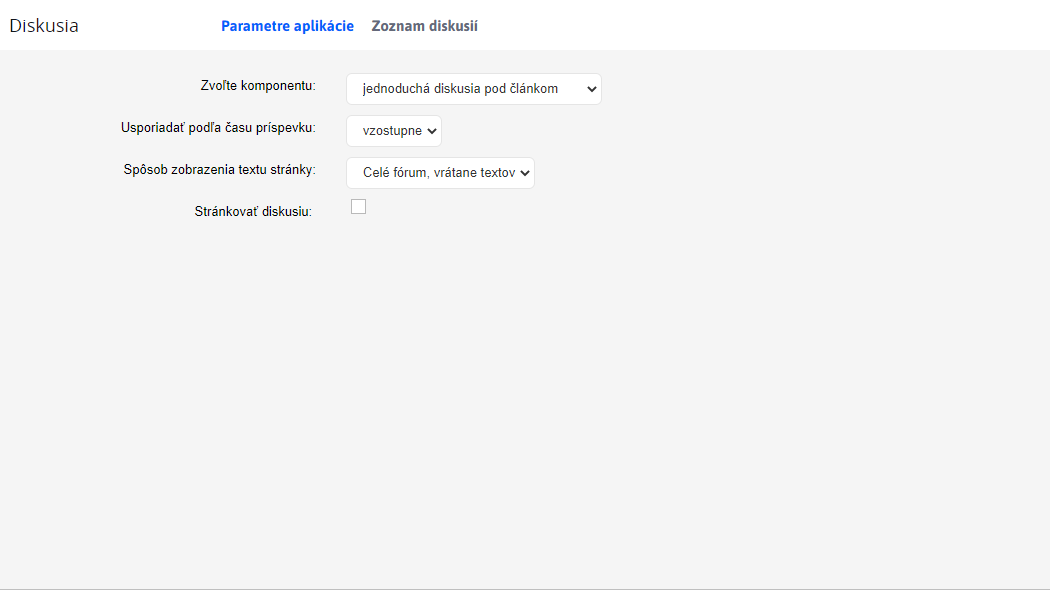 Diskusia Parametre aplikácie Zoznam diskusií
Zvoľte komponentu: jednoduchá diskusia pod článkom
Usporiadať podľa času príspevku: vzostupne
Spôsob zobrazenia textu stránky: Celé fórum, vrátane textov
Stránkovať diskusiu: